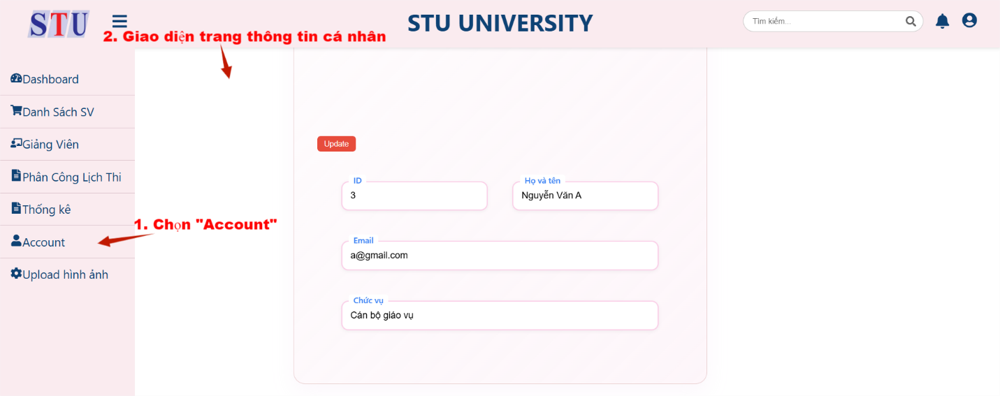 STU
STU UNIVERSITY
Tìm kiếm...
2. Giao diện trang thông tin cá nhân
Dashboard
Danh Sách SV
Giảng Viên
Phân Công Lịch Thi
Thống kê
1. Chọn "Account"
Account
Upload hình ảnh
Update
ID
3
Họ và tên
Nguyễn Văn A
Email
a@gmail.com
Chức vụ
Cán bộ giáo vụ